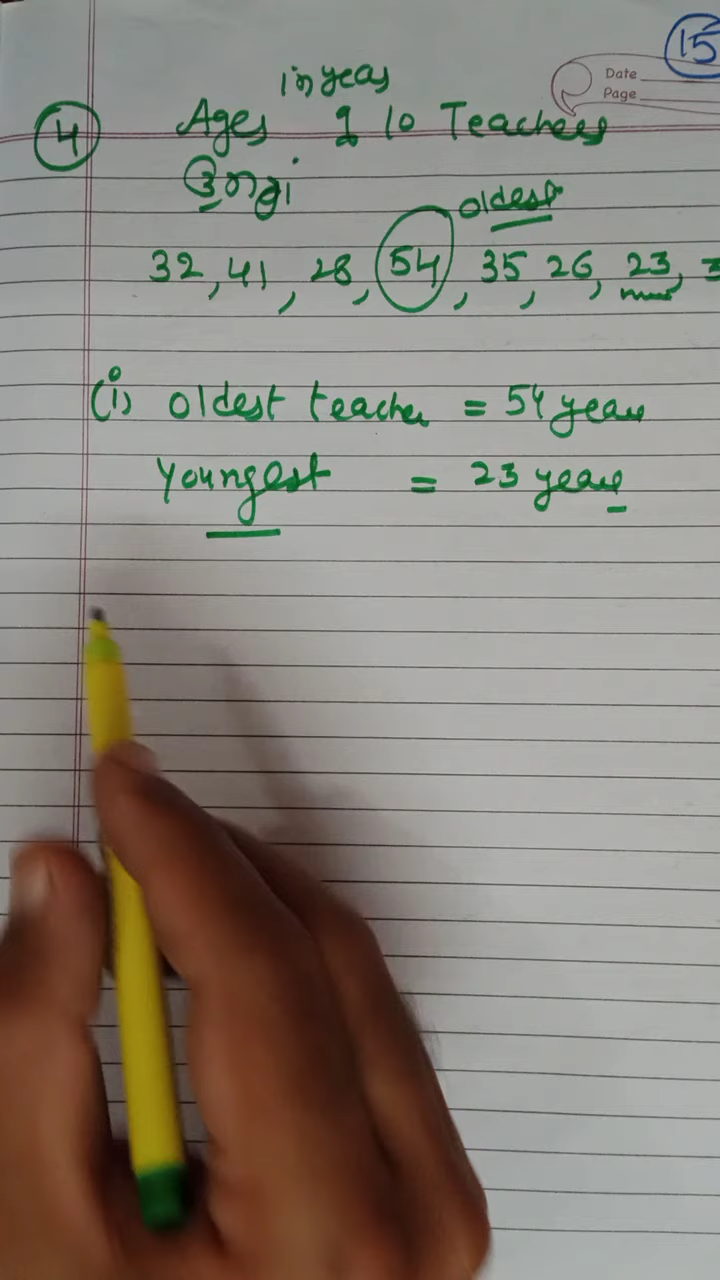 15
in years
Date
Page
4 Ages of 10 Teachers
oldest
32, 41, 28, 54, 35, 26, 23,
(i) oldest teacher = 54 years
Youngest = 23 years